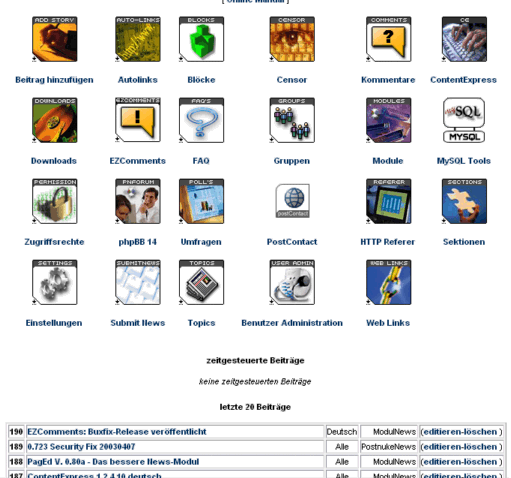 [ Online Manual ]
ADD STORY AUTO-LINKS BLOCKS CENSOR COMMENTS CE
Beitrag hinzufügen Autolinks Blöcke Censor Kommentare ContentExpress
DOWNLOADS EZCOMMENTS FAQ'S GROUPS MODULES MySQL
MYSQL
Downloads EZComments FAQ Gruppen Module MySQL Tools
PERMISSION PNFORUM POLL'S postContact REFERER SECTIONS
Zugriffsrechte phpBB 14 Umfragen PostContact HTTP Referer Sektionen
SETTINGS SUBMITNEWS TOPICS USER ADMIN WEB LINKS
Einstellungen Submit News Topics Benutzer Administration Web Links
zeitgesteuerte Beiträge
keine zeitgesteuerten Beiträge
letzte 20 Beiträge
190 EZComments: Buxfix-Release veröffentlicht Deutsch ModulNews (editieren-löschen )
189 0.723 Security Fix 20030407 Alle PostnukeNews (editieren-löschen )
188 PagEd V. 0.80a - Das bessere News-Modul Alle ModulNews (editieren-löschen )
187 ContentExpress 1.2.4.10 deutsch Alle ModulNews (editieren-löschen )